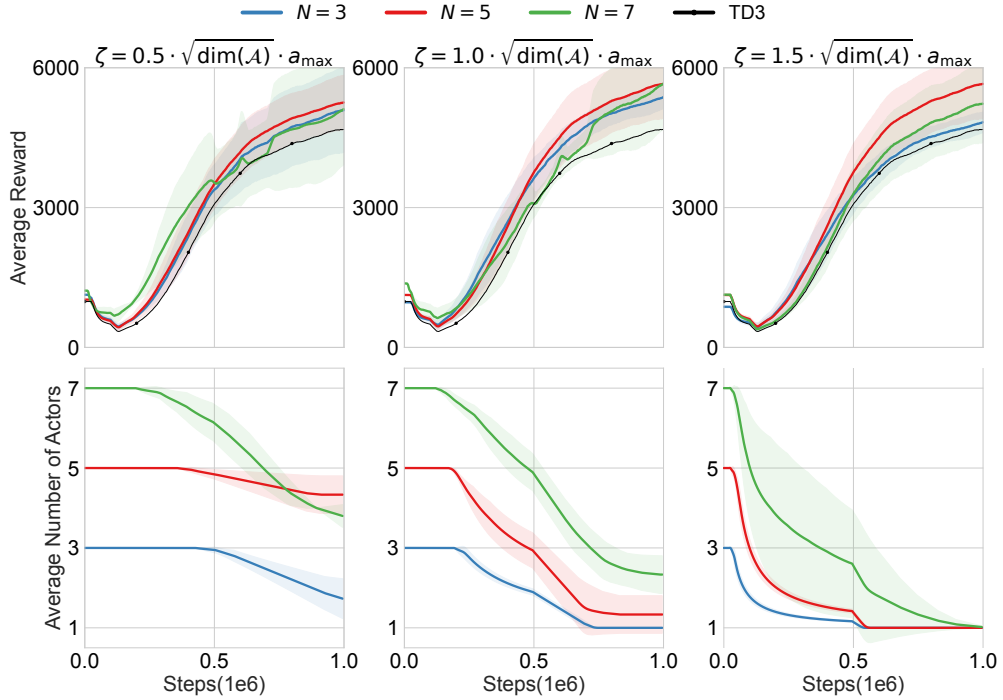 N = 3 N = 5 N = 7 TD3
ζ = 0.5 · √dim(𝒜) · a_max ζ = 1.0 · √dim(𝒜) · a_max ζ = 1.5 · √dim(𝒜) · a_max
6000 6000 6000
Average Reward
3000 3000 3000
0 0 0
Average Number of Actors
7 7 7
5 5 5
3 3 3
1 1 1
0.0 0.5 1.0 0.0 0.5 1.0 0.0 0.5 1.0
Steps(1e6) Steps(1e6) Steps(1e6)